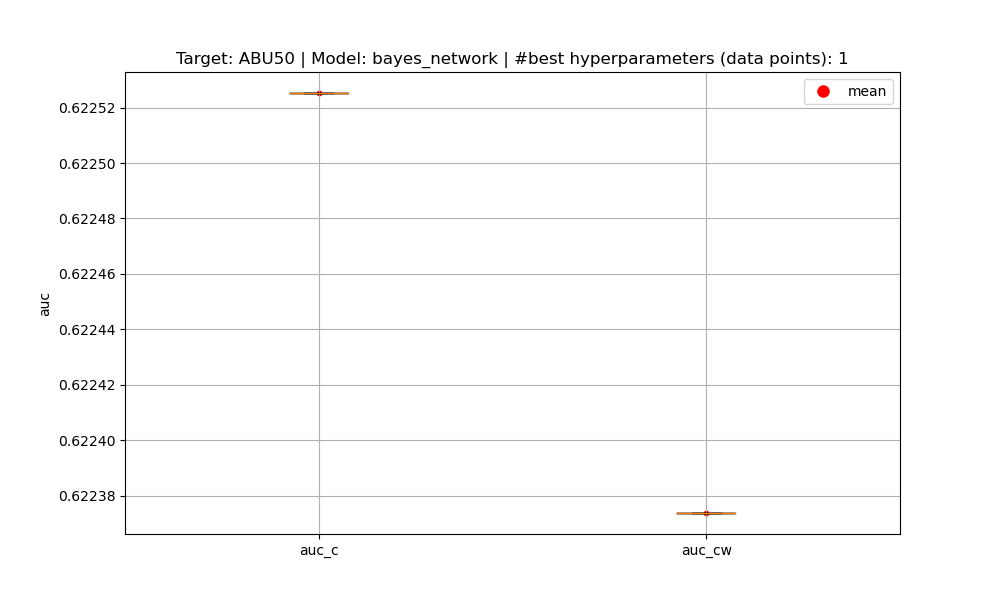 Target: ABU50 | Model: bayes_network | #best hyperparameters (data points): 1
mean
0.62252
0.62250
0.62248
0.62246
0.62244
0.62242
0.62240
0.62238
auc
auc_c
auc_cw